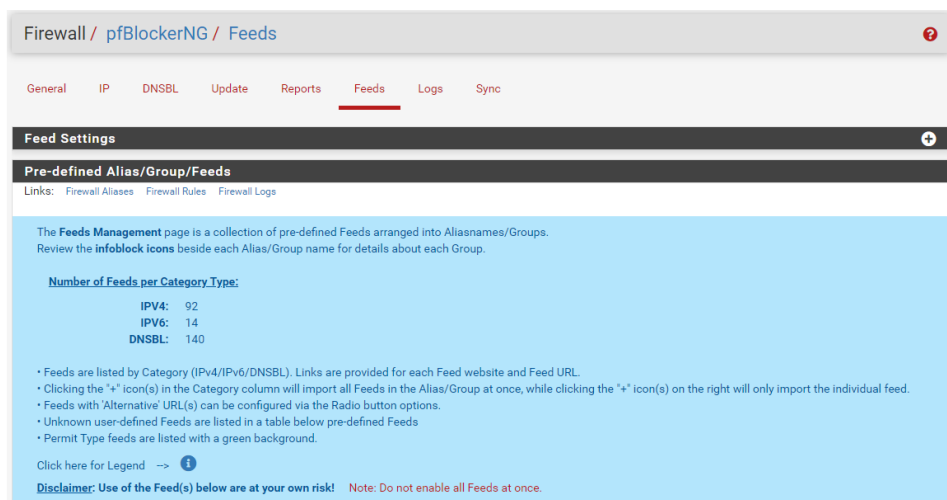 Firewall / pfBlockerNG / Feeds
General IP DNSBL Update Reports Feeds Logs Sync
Feed Settings
Pre-defined Alias/Group/Feeds
Links: Firewall Aliases Firewall Rules Firewall Logs
The Feeds Management page is a collection of pre-defined Feeds arranged into Aliasnames/Groups.
Review the infoblock icons beside each Alias/Group name for details about each Group.
Number of Feeds per Category Type:
IPV4: 92
IPV6: 14
DNSBL: 140
• Feeds are listed by Category (IPv4/IPv6/DNSBL). Links are provided for each Feed website and Feed URL.
• Clicking the "+" icon(s) in the Category column will import all Feeds in the Alias/Group at once, while clicking the "+" icon(s) on the right will only import the individual feed.
• Feeds with 'Alternative' URL(s) can be configured via the Radio button options.
• Unknown user-defined Feeds are listed in a table below pre-defined Feeds
• Permit Type feeds are listed with a green background.
Click here for Legend -->
Disclaimer: Use of the Feed(s) below are at your own risk! Note: Do not enable all Feeds at once.